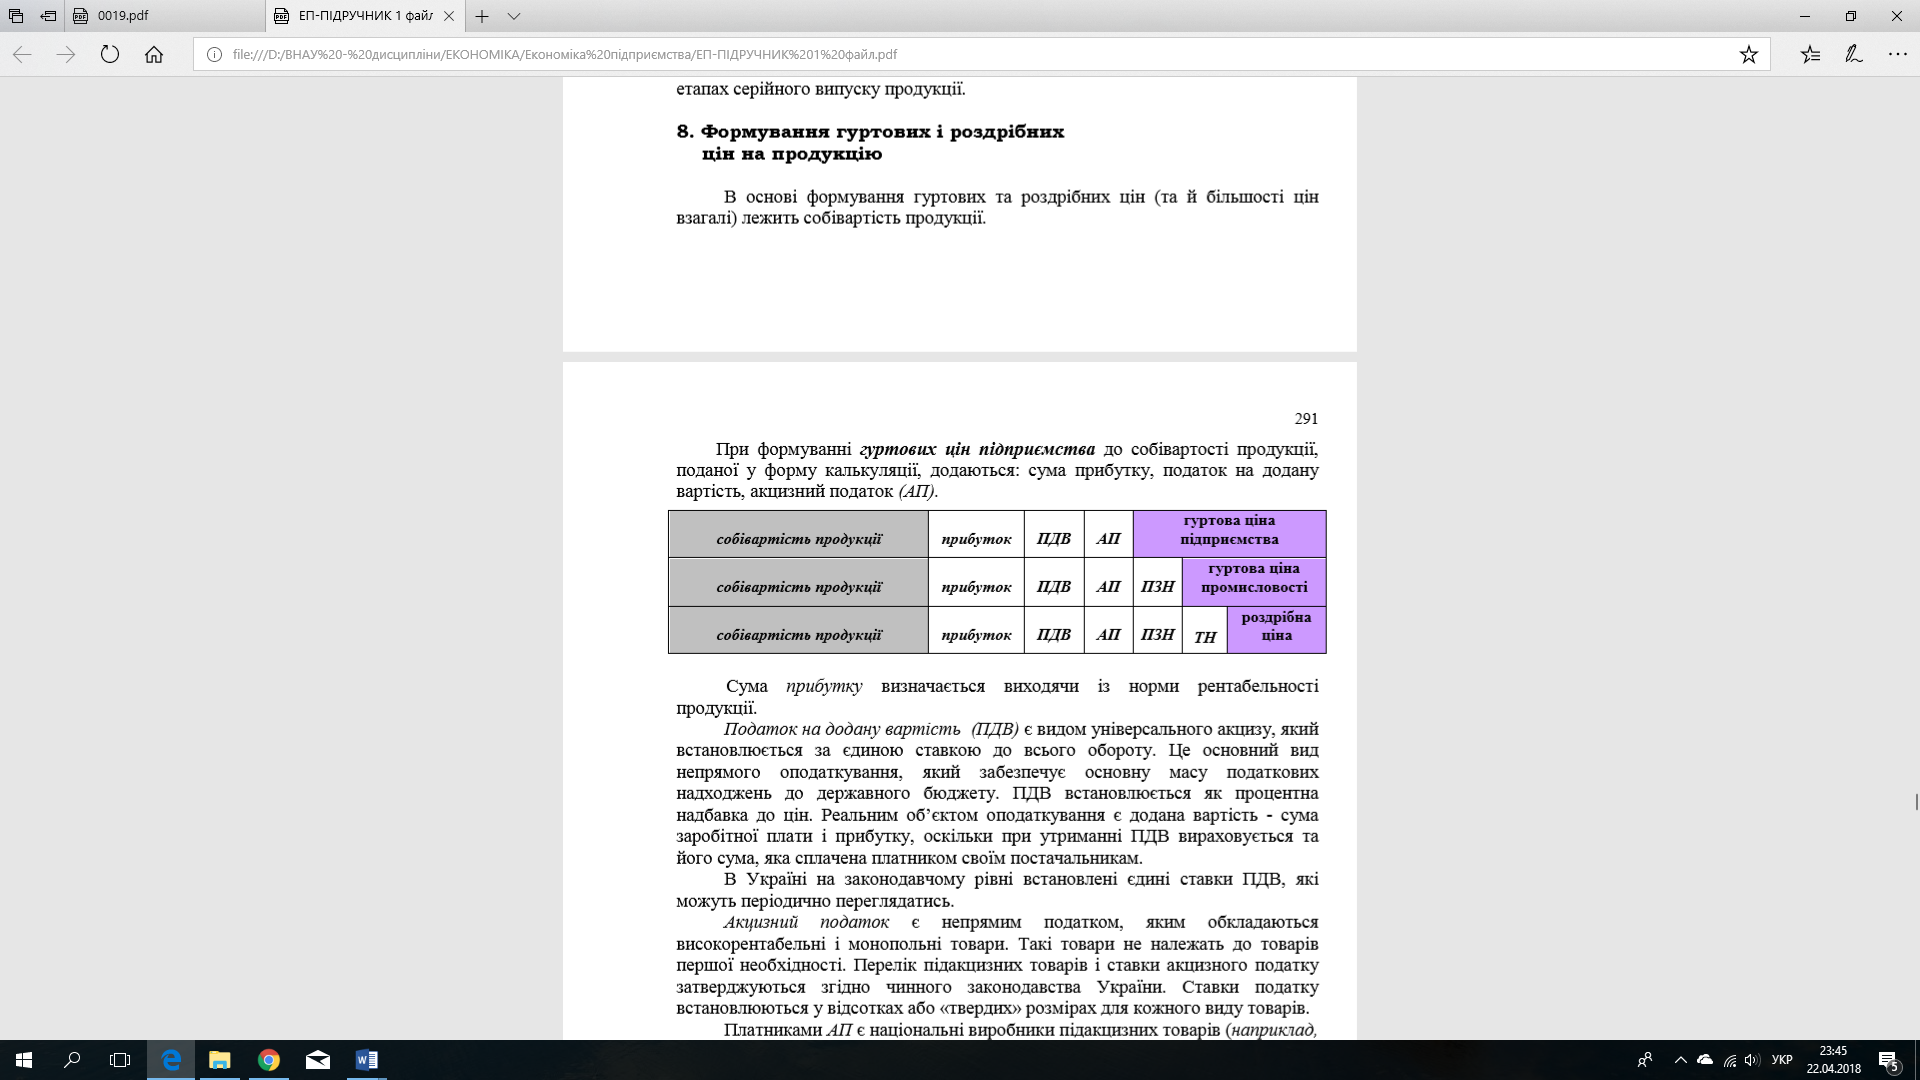 0019.pdf
ЕП-ПІДРУЧНИК 1 файл
file:///D:/ВНАУ%20-%20дисципліни/ЕКОНОМІКА/Економіка%20підприємства/ЕП-ПІДРУЧНИК%201%20файл.pdf
етапах серійного випуску продукції.
8. Формування гуртових і роздрібних
цін на продукцію
В основі формування гуртових та роздрібних цін (та й більшості цін
взагалі) лежить собівартість продукції.
291
При формуванні гуртових цін підприємства до собівартості продукції,
поданої у форму калькуляції, додаються: сума прибутку, податок на додану
вартість, акцизний податок (АП).
собівартість продукції прибуток ПДВ АП гуртова ціна
підприємства
собівартість продукції прибуток ПДВ АП ПЗН гуртова ціна
промисловості
собівартість продукції прибуток ПДВ АП ПЗН ТН роздрібна
ціна
Сума прибутку визначається виходячи із норми рентабельності
продукції.
Податок на додану вартість (ПДВ) є видом універсального акцизу, який
встановлюється за єдиною ставкою до всього обороту. Це основний вид
непрямого оподаткування, який забезпечує основну масу податкових
надходжень до державного бюджету. ПДВ встановлюється як процентна
надбавка до цін. Реальним об’єктом оподаткування є додана вартість - сума
заробітної плати і прибутку, оскільки при утриманні ПДВ вираховується та
його сума, яка сплачена платником своїм постачальникам.
В Україні на законодавчому рівні встановлені єдині ставки ПДВ, які
можуть періодично переглядатись.
Акцизний податок є непрямим податком, яким обкладаються
високорентабельні і монопольні товари. Такі товари не належать до товарів
першої необхідності. Перелік підакцизних товарів і ставки акцизного податку
затверджуються згідно чинного законодавства України. Ставки податку
встановлюються у відсотках або «твердих» розмірах для кожного виду товарів.
Платниками АП є національні виробники підакцизних товарів (наприклад,
УКР
23:45
22.04.2018
5